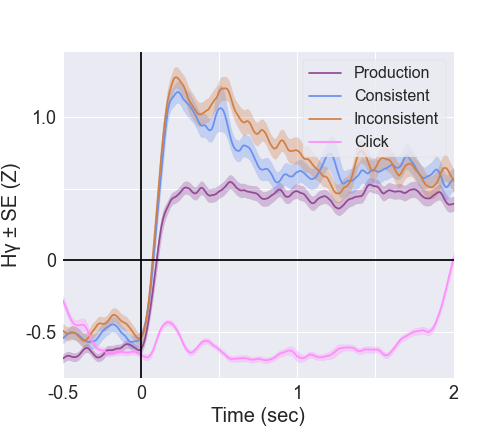 Production
Consistent
Inconsistent
Click
Hγ ± SE (Z)
1.0
0
-0.5
-0.5 0 1 2
Time (sec)